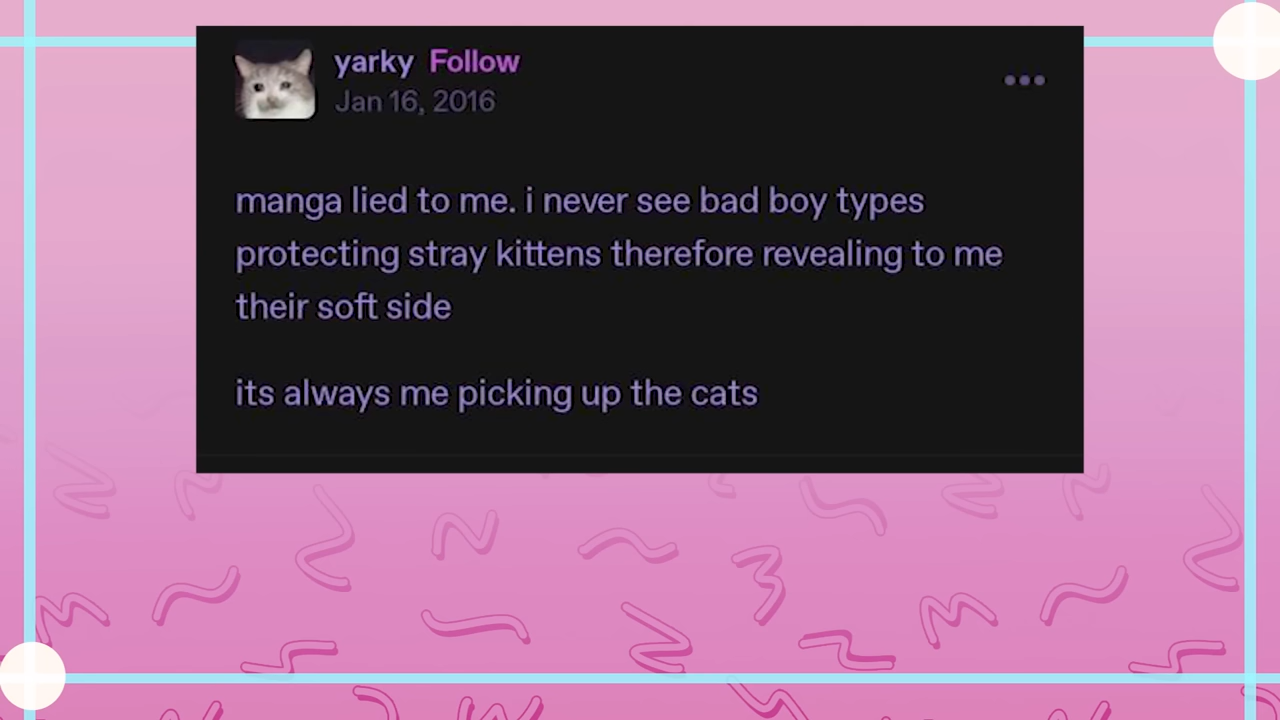 yarky Follow
Jan 16, 2016
manga lied to me. i never see bad boy types
protecting stray kittens therefore revealing to me
their soft side
its always me picking up the cats